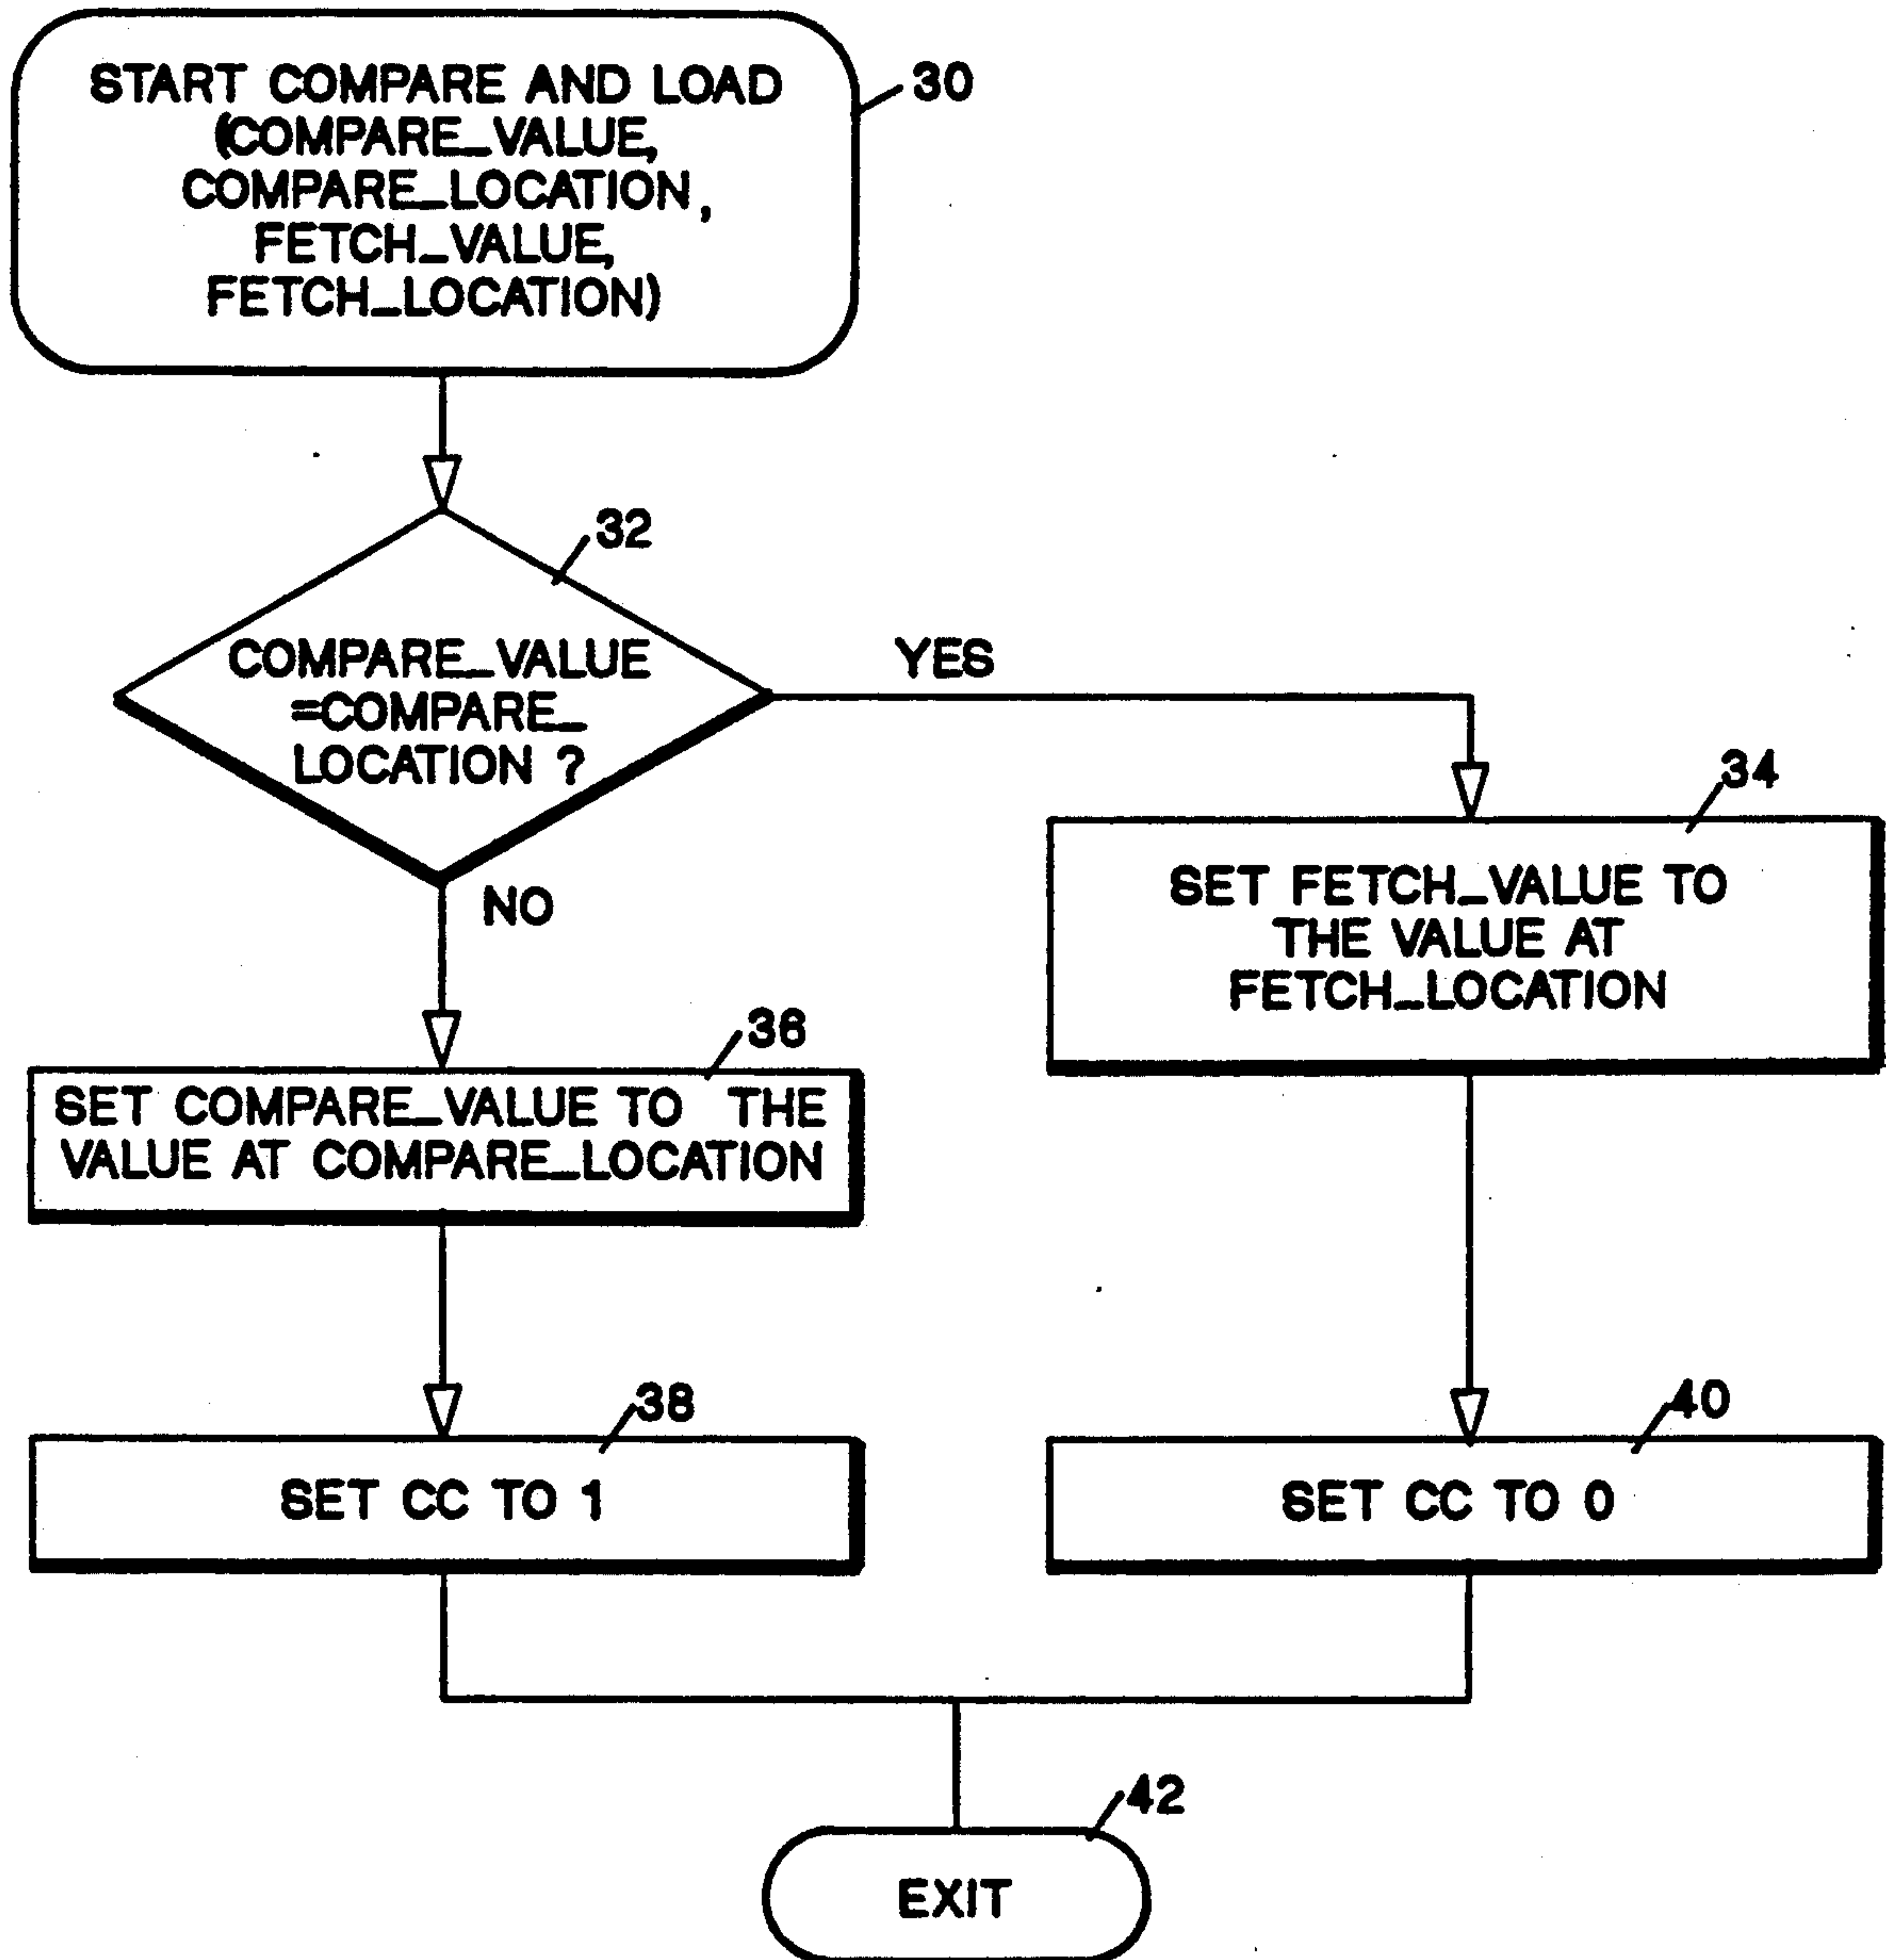 START COMPARE AND LOAD
(COMPARE_VALUE,
COMPARE_LOCATION,
FETCH_VALUE,
FETCH_LOCATION)
30
32
COMPARE_VALUE
=COMPARE_
LOCATION ?
YES
NO
34
SET FETCH_VALUE TO
THE VALUE AT
FETCH_LOCATION
36
SET COMPARE_VALUE TO THE
VALUE AT COMPARE_LOCATION
38
SET CC TO 1
40
SET CC TO 0
42
EXIT